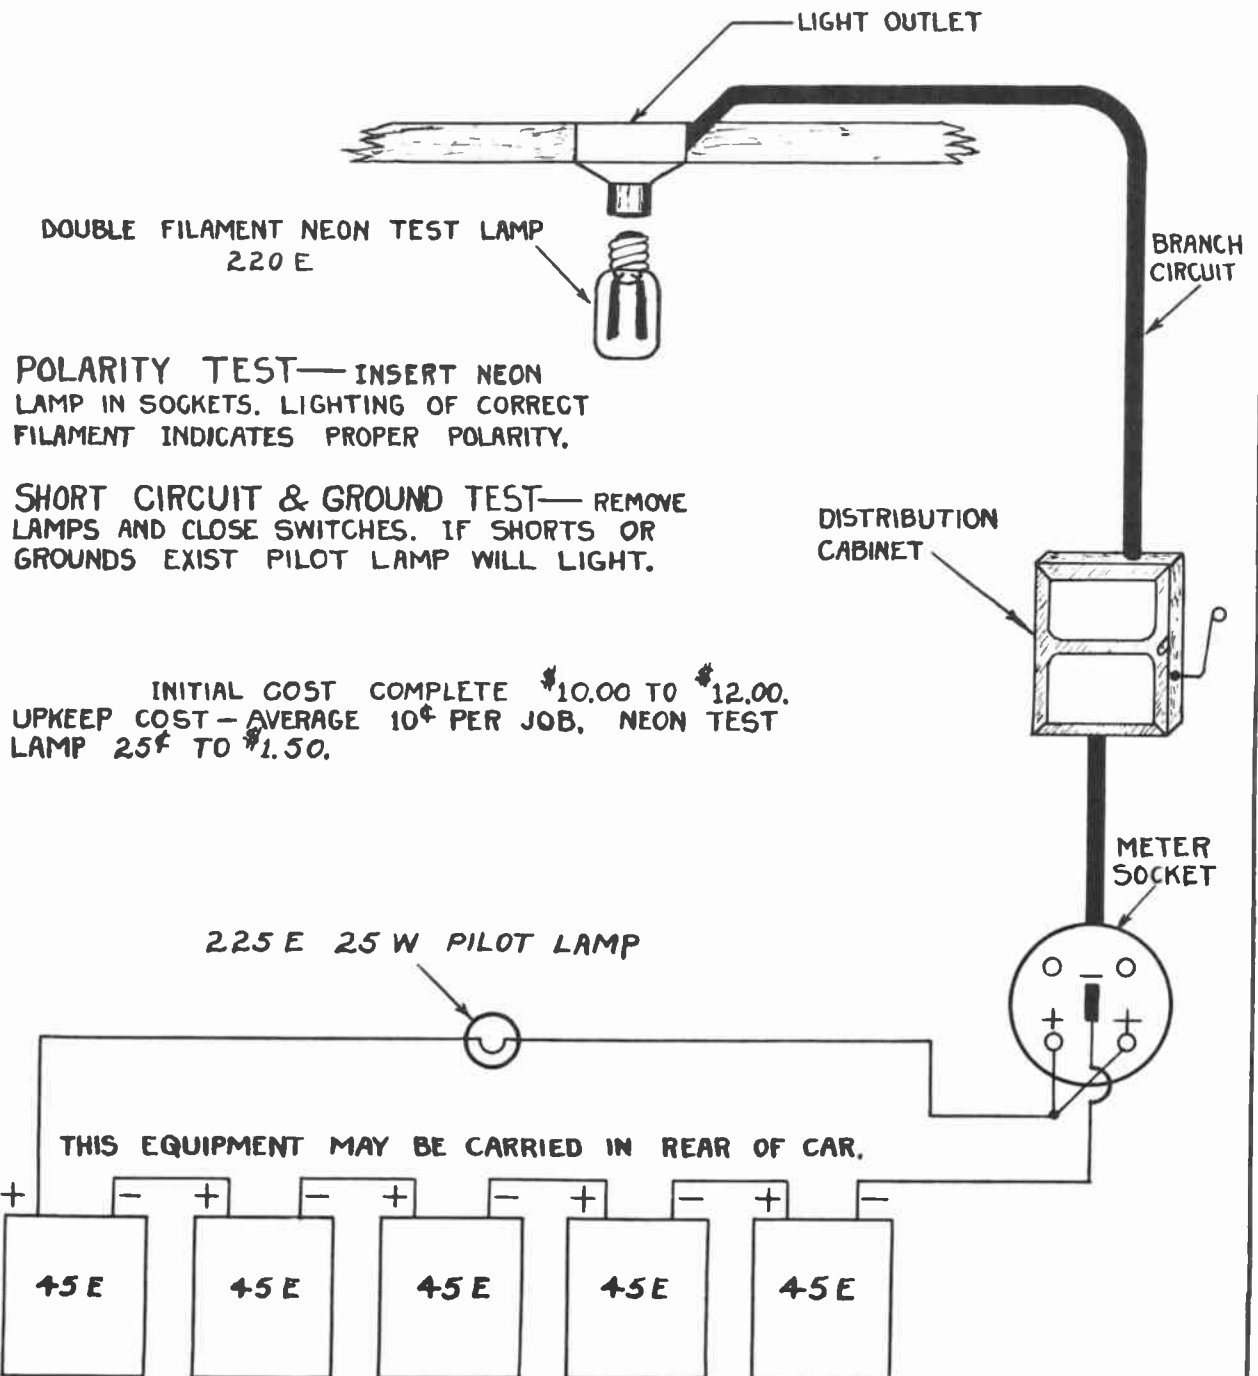 LIGHT OUTLET
DOUBLE FILAMENT NEON TEST LAMP
220 E
BRANCH
CIRCUIT
POLARITY TEST— INSERT NEON
LAMP IN SOCKETS. LIGHTING OF CORRECT
FILAMENT INDICATES PROPER POLARITY.
SHORT CIRCUIT & GROUND TEST— REMOVE
LAMPS AND CLOSE SWITCHES. IF SHORTS OR
GROUNDS EXIST PILOT LAMP WILL LIGHT.
DISTRIBUTION
CABINET
INITIAL COST COMPLETE $10.00 TO $12.00.
UPKEEP COST – AVERAGE 10¢ PER JOB. NEON TEST
LAMP 25¢ TO $1.50.
METER
SOCKET
225 E 25 W PILOT LAMP
–
+ +
THIS EQUIPMENT MAY BE CARRIED IN REAR OF CAR.
+ – + – + – + – + –
45 E 45 E 45 E 45 E 45 E